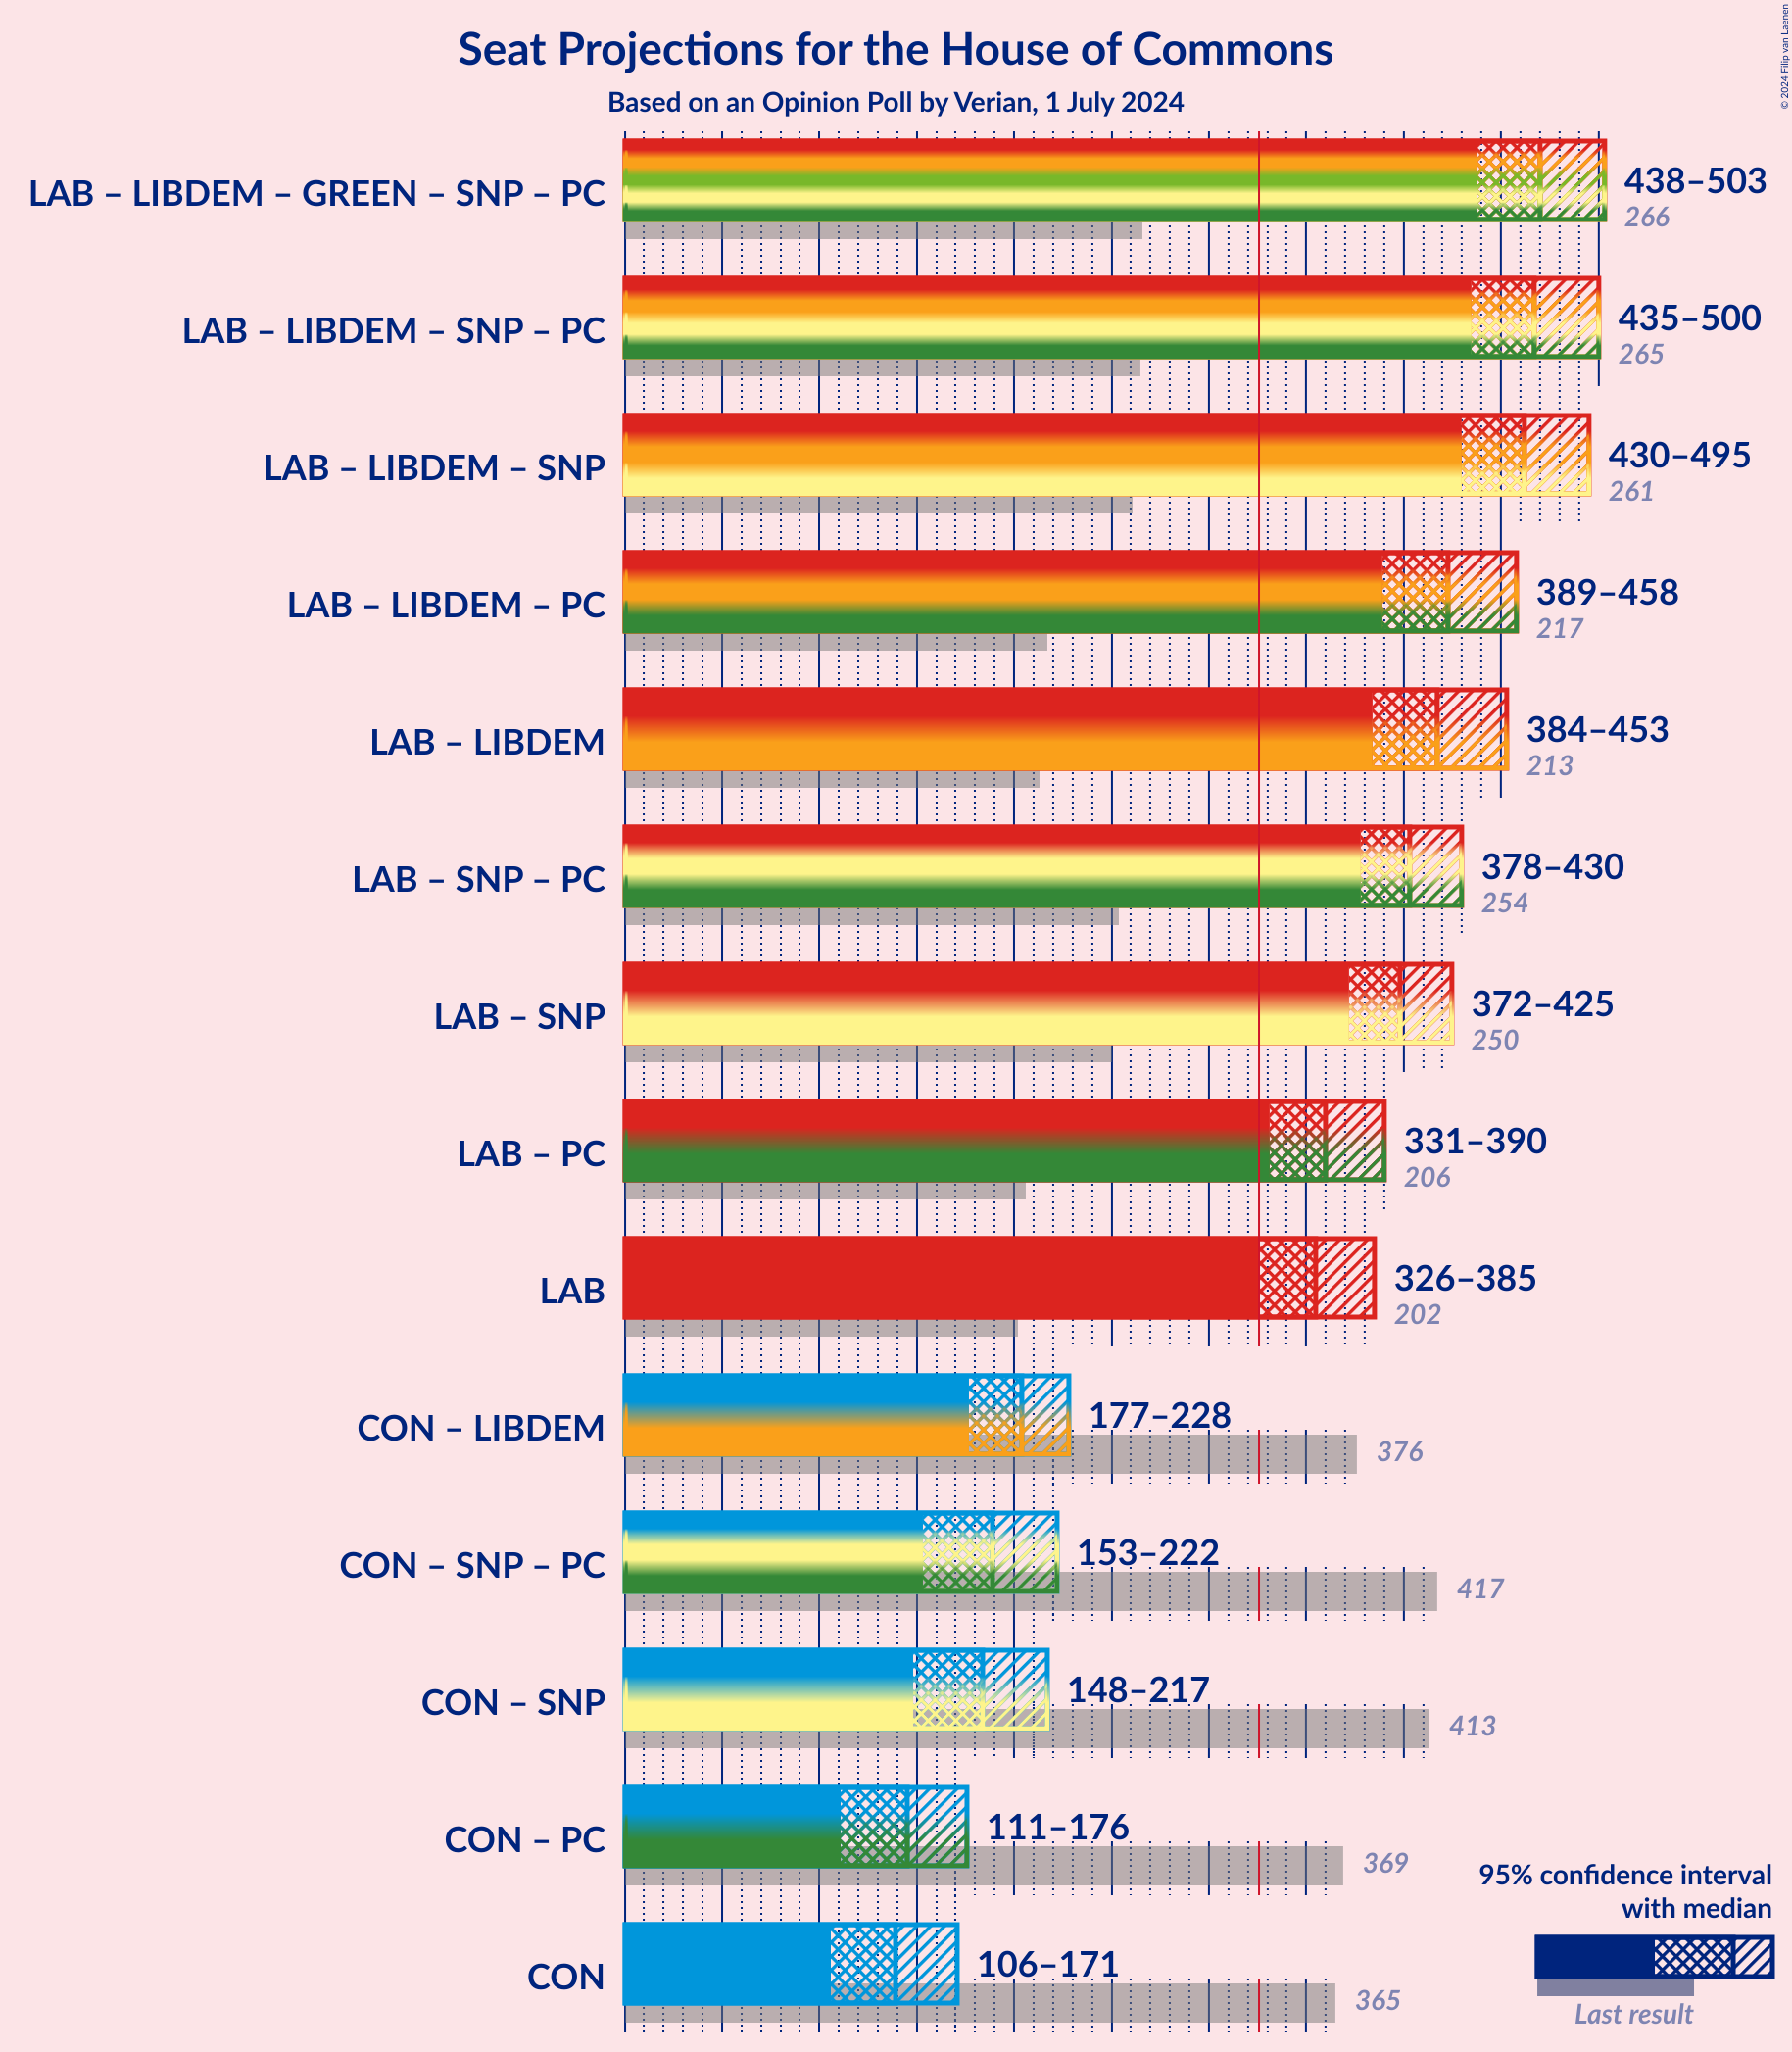 Seat Projections for the House of Commons
Based on an Opinion Poll by Verian, 1 July 2024
© 2024 Filip van Laenen
LAB – LIBDEM – GREEN – SNP – PC
438–503
266
LAB – LIBDEM – SNP – PC
435–500
265
LAB – LIBDEM – SNP
430–495
261
LAB – LIBDEM – PC
389–458
217
LAB – LIBDEM
384–453
213
LAB – SNP – PC
378–430
254
LAB – SNP
372–425
250
LAB – PC
331–390
206
LAB
326–385
202
CON – LIBDEM
177–228
376
CON – SNP – PC
153–222
417
CON – SNP
148–217
413
CON – PC
111–176
369
CON
106–171
365
95% confidence interval
with median
Last result